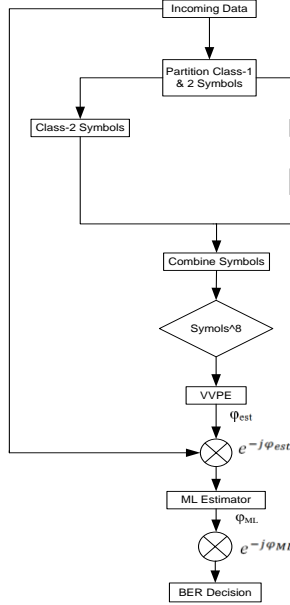 Incoming Data
Partition Class-1
& 2 Symbols
Class-2 Symbols
Combine Symbols
Symols^8
VVPE
φest
e^{-jφest}
ML Estimator
φML
e^{-jφML}
BER Decision